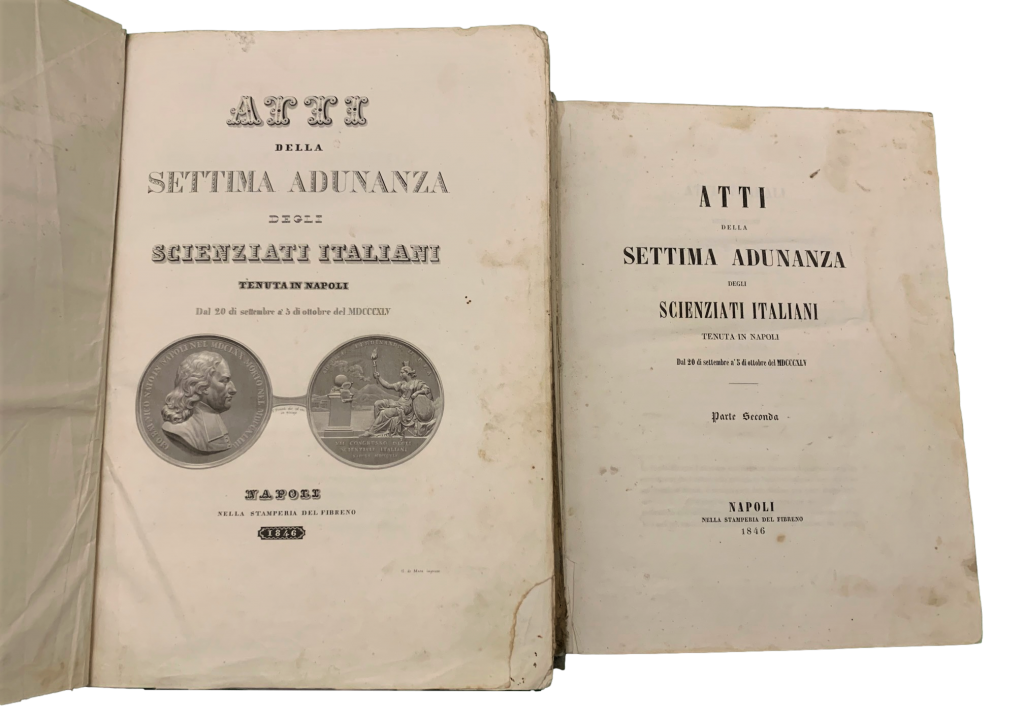 ATTI
DELLA
SETTIMA ADUNANZA
DEGLI
SCIENZIATI ITALIANI
TENUTA IN NAPOLI
Dal 20 di settembre a' 5 di ottobre del MDCCCXLV
NAPOLI
NELLA STAMPERIA DEL FIBRENO
1846
ATTI
DELLA
SETTIMA ADUNANZA
DEGLI
SCIENZIATI ITALIANI
TENUTA IN NAPOLI
Dal 20 di settembre a' 5 di ottobre del MDCCCXLV
Parte Seconda
NAPOLI
NELLA STAMPERIA DEL FIBRENO
1846